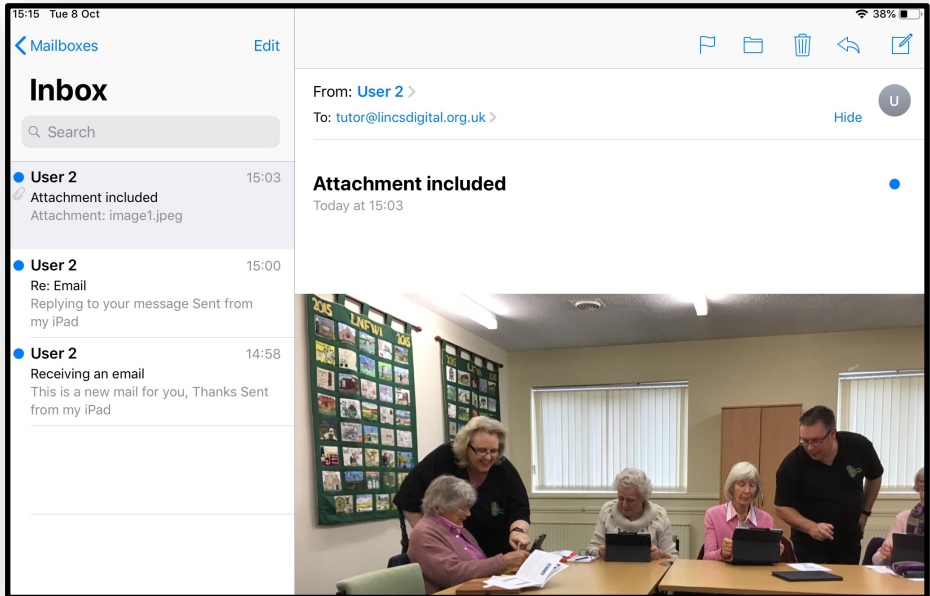 15:15 Tue 8 Oct
38%
Mailboxes
Edit
Inbox
Search
User 2
15:03
Attachment included
Attachment: image1.jpeg
User 2
15:00
Re: Email
Replying to your message Sent from
my iPad
User 2
14:58
Receiving an email
This is a new mail for you, Thanks Sent
from my iPad
From: User 2
U
To: tutor@lincsdigital.org.uk
Hide
Attachment included
Today at 15:03
2015 LNFWI 2015
2015